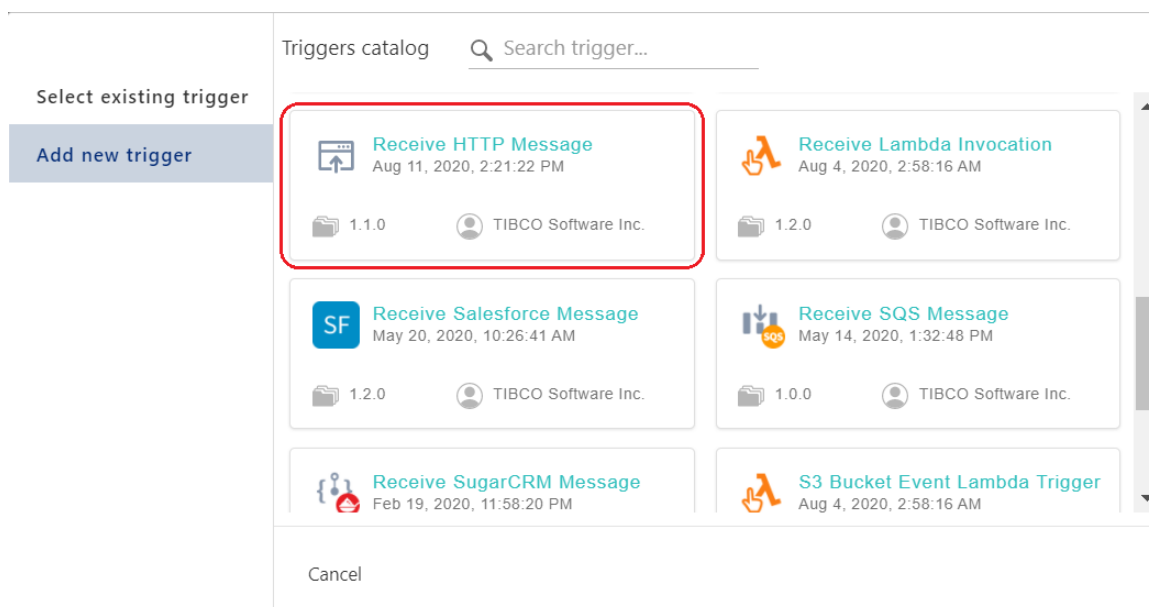 Triggers catalog
Search trigger...
Select existing trigger
Add new trigger
Receive HTTP Message
Aug 11, 2020, 2:21:22 PM
1.1.0
TIBCO Software Inc.
Receive Lambda Invocation
Aug 4, 2020, 2:58:16 AM
1.2.0
TIBCO Software Inc.
SF
Receive Salesforce Message
May 20, 2020, 10:26:41 AM
1.2.0
TIBCO Software Inc.
Receive SQS Message
May 14, 2020, 1:32:48 PM
SQS
1.0.0
TIBCO Software Inc.
Receive SugarCRM Message
Feb 19, 2020, 11:58:20 PM
S3 Bucket Event Lambda Trigger
Aug 4, 2020, 2:58:16 AM
Cancel